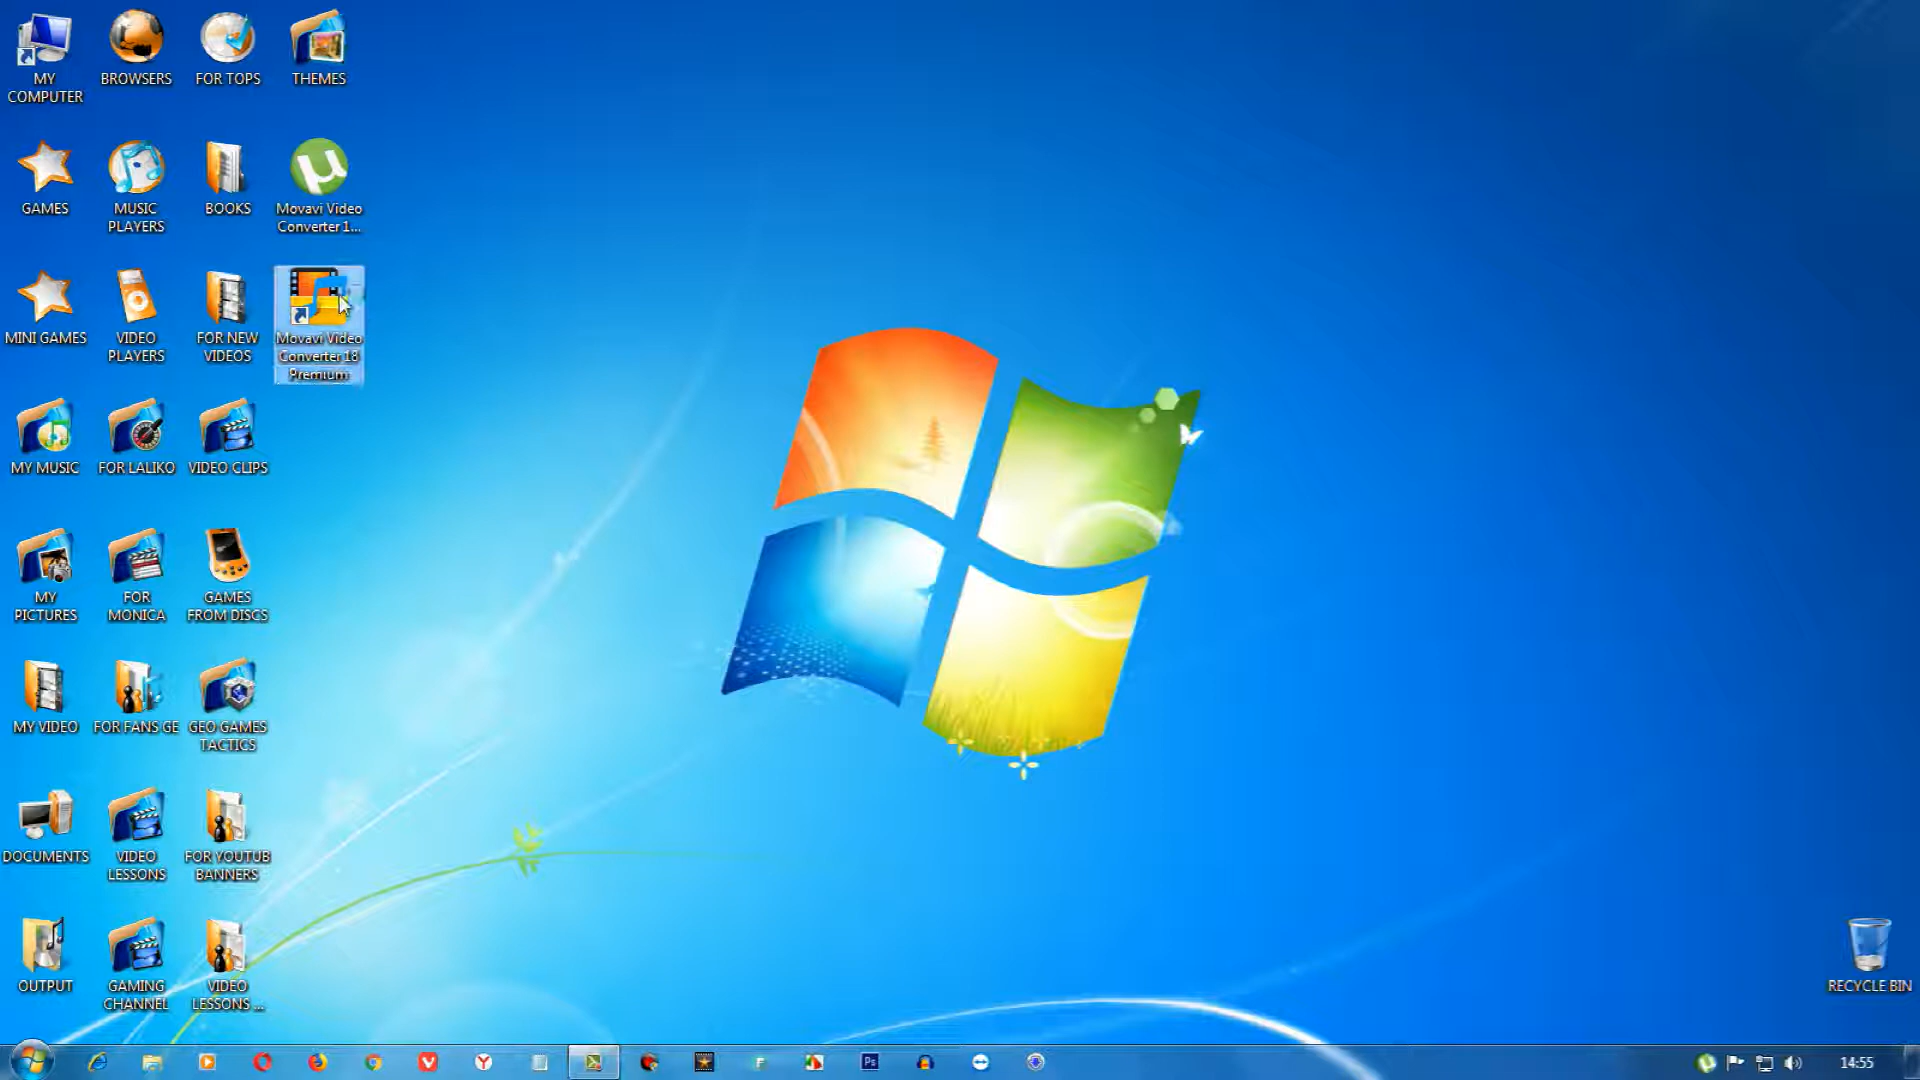 MY
COMPUTER
BROWSERS
FOR TOPS
THEMES
GAMES
MUSIC
PLAYERS
BOOKS
Movavi Video
Converter 1...
MINI GAMES
VIDEO
PLAYERS
FOR NEW
VIDEOS
Movavi Video
Converter 18
Premium
MY MUSIC
FOR LALIKO
VIDEO CLIPS
MY
PICTURES
FOR
MONICA
GAMES
FROM DISCS
MY VIDEO
FOR FANS GE
GEO GAMES
TACTICS
DOCUMENTS
VIDEO
LESSONS
FOR YOUTUB
BANNERS
OUTPUT
GAMING
CHANNEL
VIDEO
LESSONS ...
RECYCLE BIN
Ps
14:55